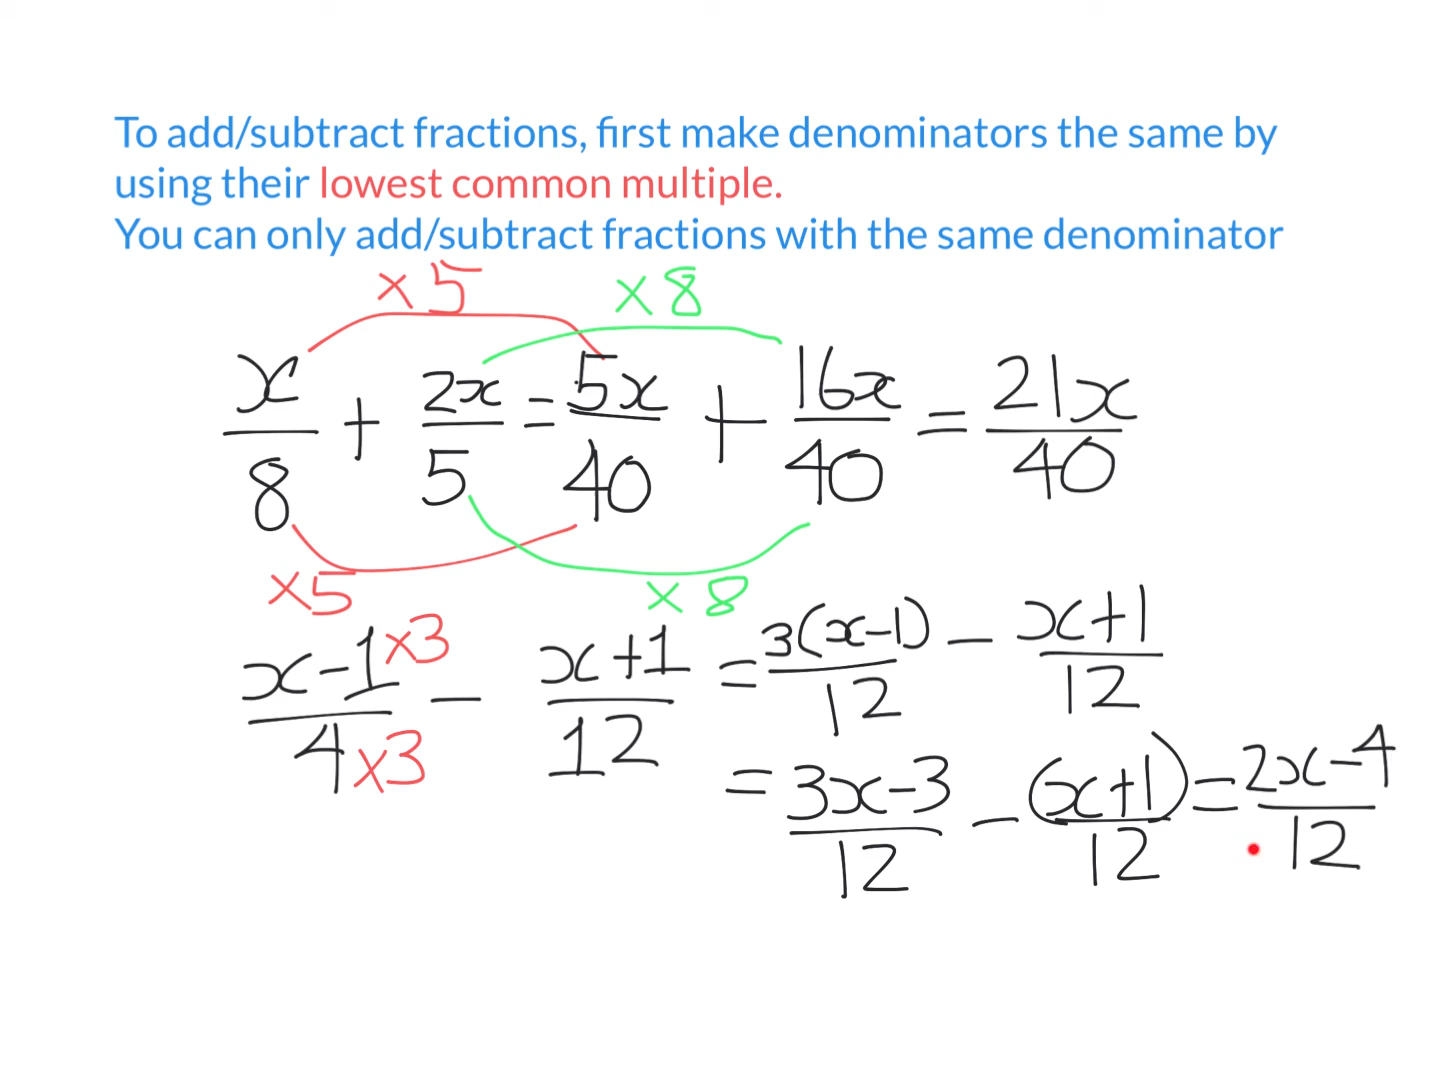 To add/subtract fractions, first make denominators the same by
using their lowest common multiple.
You can only add/subtract fractions with the same denominator
×5 ×8
x/8 + 2x/5 = 5x/40 + 16x/40 = 21x/40
×5 ×8
x-1 ×3/4 ×3 - x+1/12 = 3(x-1)/12 - x+1/12
= 3x-3/12 - (x+1)/12 = 2x-4/12